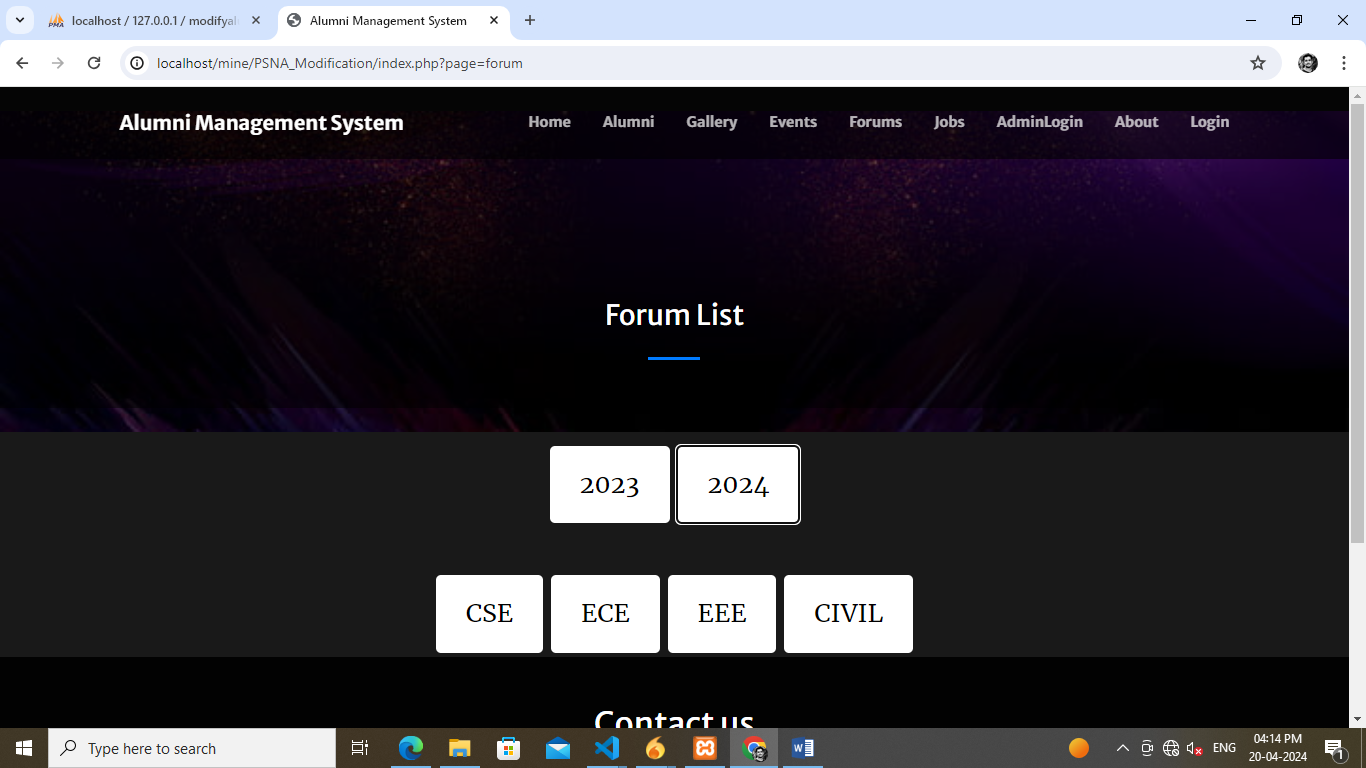 localhost / 127.0.0.1 / modifyal
Alumni Management System
localhost/mine/PSNA_Modification/index.php?page=forum
Alumni Management System
Home Alumni Gallery Events Forums Jobs AdminLogin About Login
Forum List
2023 2024
CSE ECE EEE CIVIL
Contact us
Type here to search
ENG
04:14 PM
20-04-2024
1